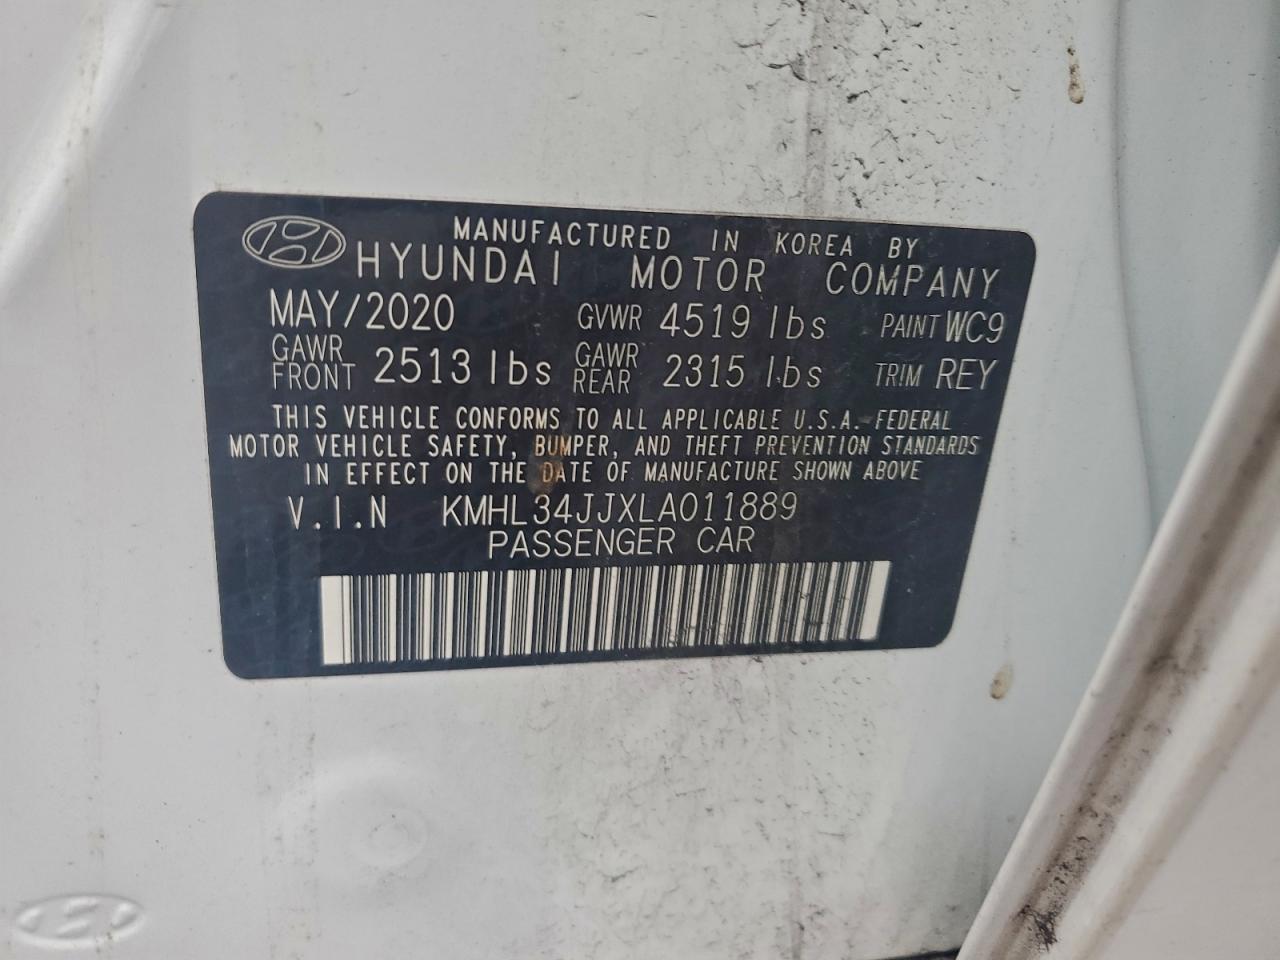 MANUFACTURED IN KOREA BY
HYUNDAI MOTOR COMPANY
MAY/2020 GVWR 4519 lbs PAINT WC9
GAWR FRONT 2513 lbs GAWR REAR 2315 lbs TRIM REY
THIS VEHICLE CONFORMS TO ALL APPLICABLE U.S.A. FEDERAL
MOTOR VEHICLE SAFETY, BUMPER, AND THEFT PREVENTION STANDARDS
IN EFFECT ON THE DATE OF MANUFACTURE SHOWN ABOVE
V.I.N KMHL34JJXLA011889
PASSENGER CAR